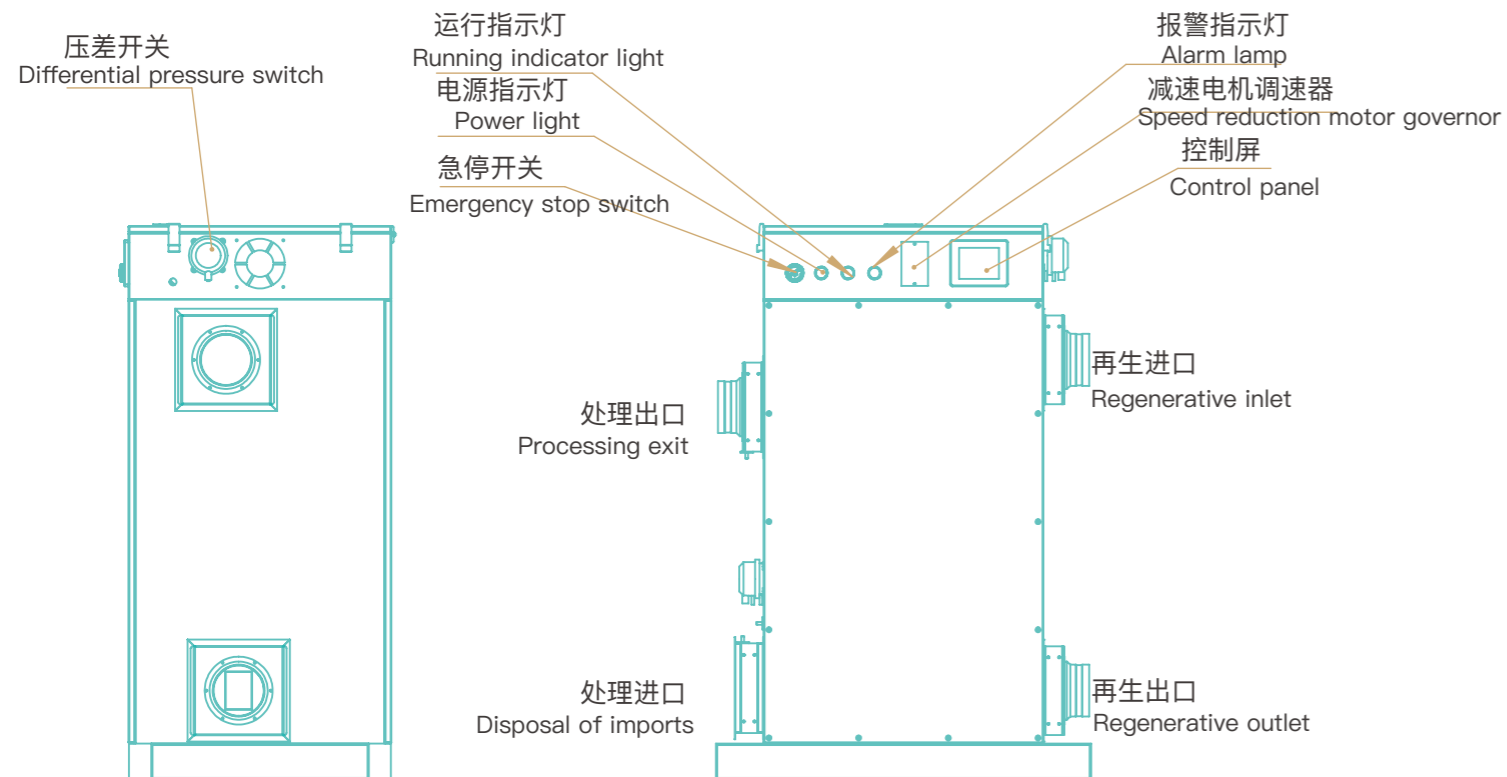 压差开关
Differential pressure switch
运行指示灯
Running indicator light
电源指示灯
Power light
急停开关
Emergency stop switch
报警指示灯
Alarm lamp
减速电机调速器
Speed reduction motor governor
控制屏
Control panel
处理出口
Processing exit
再生进口
Regenerative inlet
处理进口
Disposal of imports
再生出口
Regenerative outlet